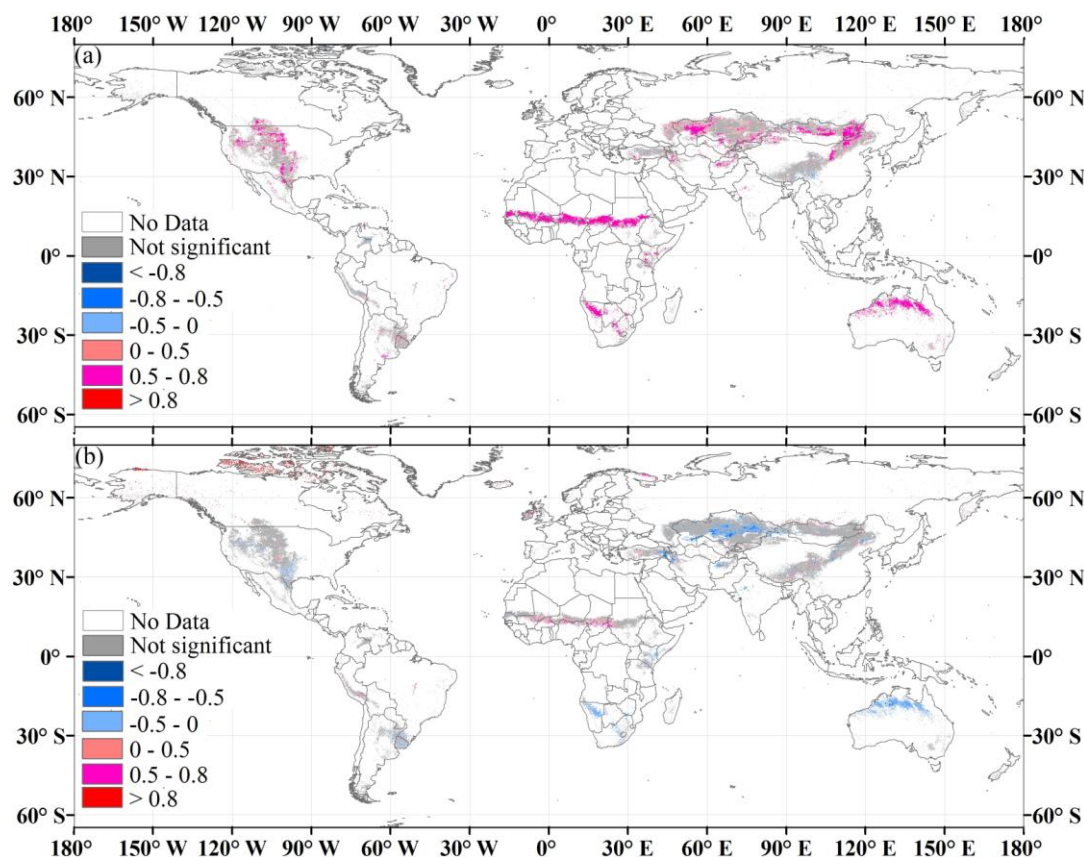 180° 150° W 120° W 90° W 60° W 30° W 0° 30° E 60° E 90° E 120° E 150° E 180°
(a)
60° N 60° N
30° N 30° N
No Data
Not significant
0° 0°
< -0.8
-0.8 - -0.5
-0.5 - 0
30° S 30° S
0 - 0.5
0.5 - 0.8
> 0.8
60° S 60° S
(b)
60° N 60° N
30° N 30° N
No Data
Not significant
0° 0°
< -0.8
-0.8 - -0.5
-0.5 - 0
30° S 30° S
0 - 0.5
0.5 - 0.8
> 0.8
60° S 60° S
180° 150° W 120° W 90° W 60° W 30° W 0° 30° E 60° E 90° E 120° E 150° E 180°